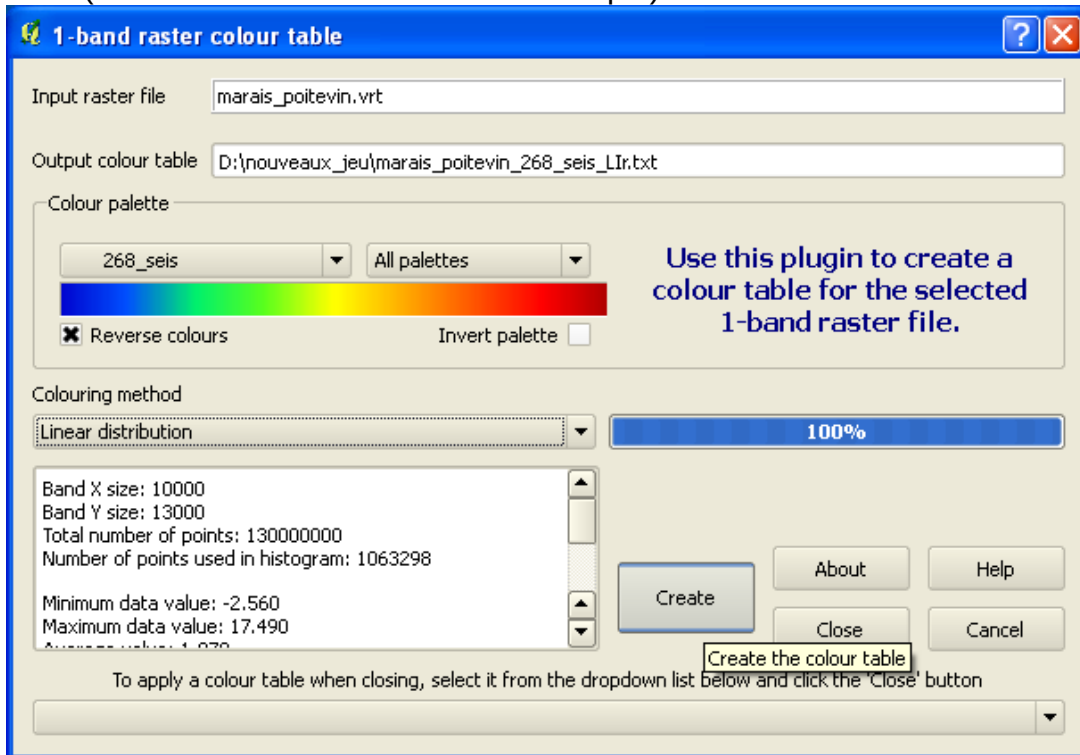 1-band raster colour table
Input raster file marais_poitevin.vrt
Output colour table D:\nouveaux_jeu\marais_poitevin_268_seis_LIr.txt
Colour palette
268_seis All palettes
Use this plugin to create a
colour table for the selected
1-band raster file.
Reverse colours Invert palette
Colouring method
Linear distribution 100%
Band X size: 10000
Band Y size: 13000
Total number of points: 130000000
Number of points used in histogram: 1063298
Minimum data value: -2.560
Maximum data value: 17.490
Create
About Help
Close Cancel
Create the colour table
To apply a colour table when closing, select it from the dropdown list below and click the 'Close' button